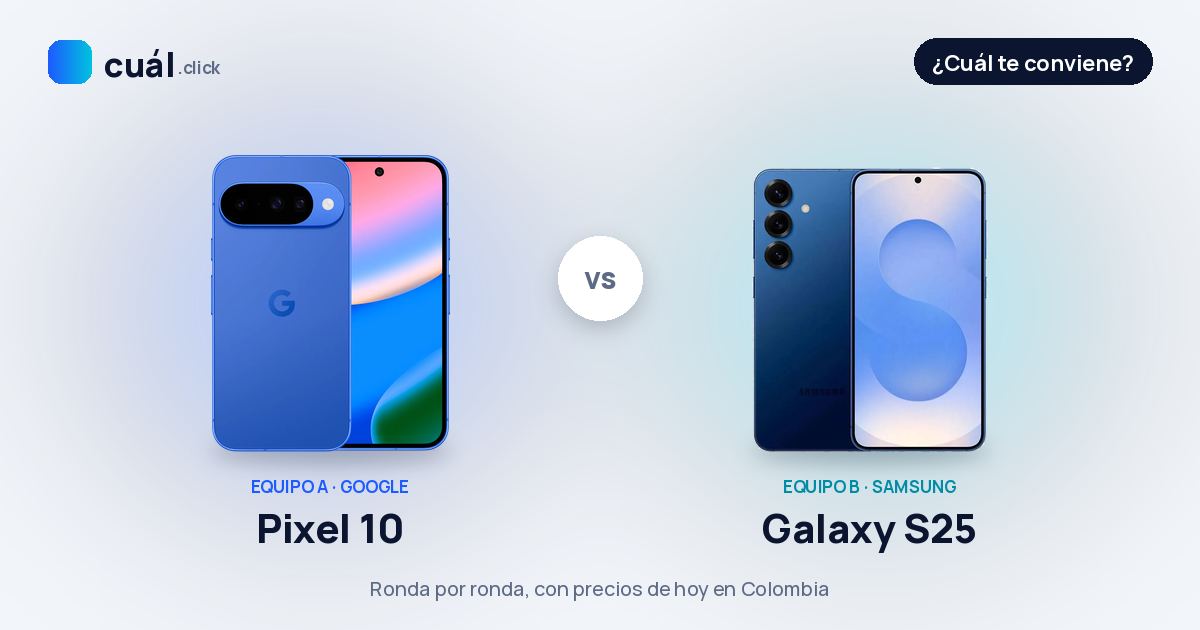 cuál.click
¿Cuál te conviene?
G
SAMSUNG
VS
EQUIPO A · GOOGLE
EQUIPO B · SAMSUNG
Pixel 10
Galaxy S25
Ronda por ronda, con precios de hoy en Colombia